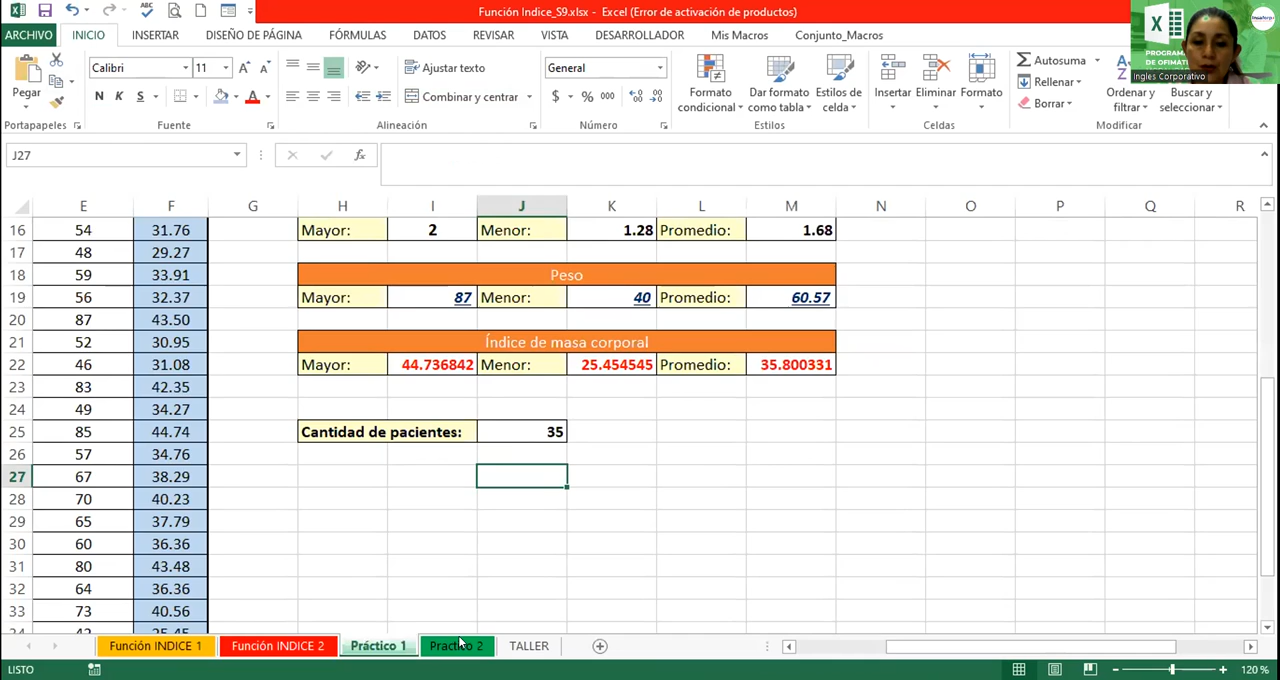 Función Indice_S9.xlsx - Excel (Error de activación de productos)
ARCHIVO INICIO INSERTAR DISEÑO DE PÁGINA FÓRMULAS DATOS REVISAR VISTA DESARROLLADOR Mis Macros Conjunto_Macros
Ingles Corporativo
Calibri 11 Ajustar texto General Autosuma
Pegar N K S Combinar y centrar $ % 000 Formato condicional Dar formato como tabla Estilos de celda Insertar Eliminar Formato Rellenar Borrar Ordenar y filtrar Buscar y seleccionar
Portapapeles Fuente Alineación Número Estilos Celdas Modificar
J27 fx
E F G H I J K L M N O P Q R
16 54 31.76 Mayor: 2 Menor: 1.28 Promedio: 1.68
17 48 29.27
18 59 33.91 Peso
19 56 32.37 Mayor: 87 Menor: 40 Promedio: 60.57
20 87 43.50
21 52 30.95 Índice de masa corporal
22 46 31.08 Mayor: 44.736842 Menor: 25.454545 Promedio: 35.800331
23 83 42.35
24 49 34.27
25 85 44.74 Cantidad de pacientes: 35
26 57 34.76
27 67 38.29
28 70 40.23
29 65 37.79
30 60 36.36
31 80 43.48
32 64 36.36
33 73 40.56
Función INDICE 1 Función INDICE 2 Práctico 1 Practico 2 TALLER
LISTO 120 %